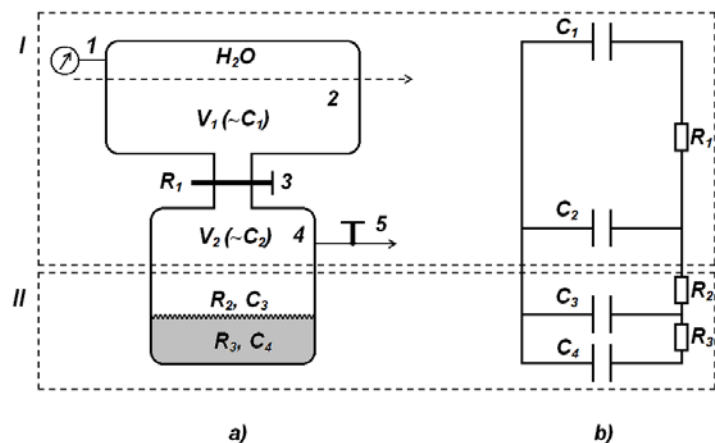 I
1
H₂O
2
V₁ (~C₁)
R₁
3
V₂ (~C₂)
4
5
II
R₂, C₃
R₃, C₄
a)
C₁
R₁
C₂
R₂
C₃
R₃
C₄
b)